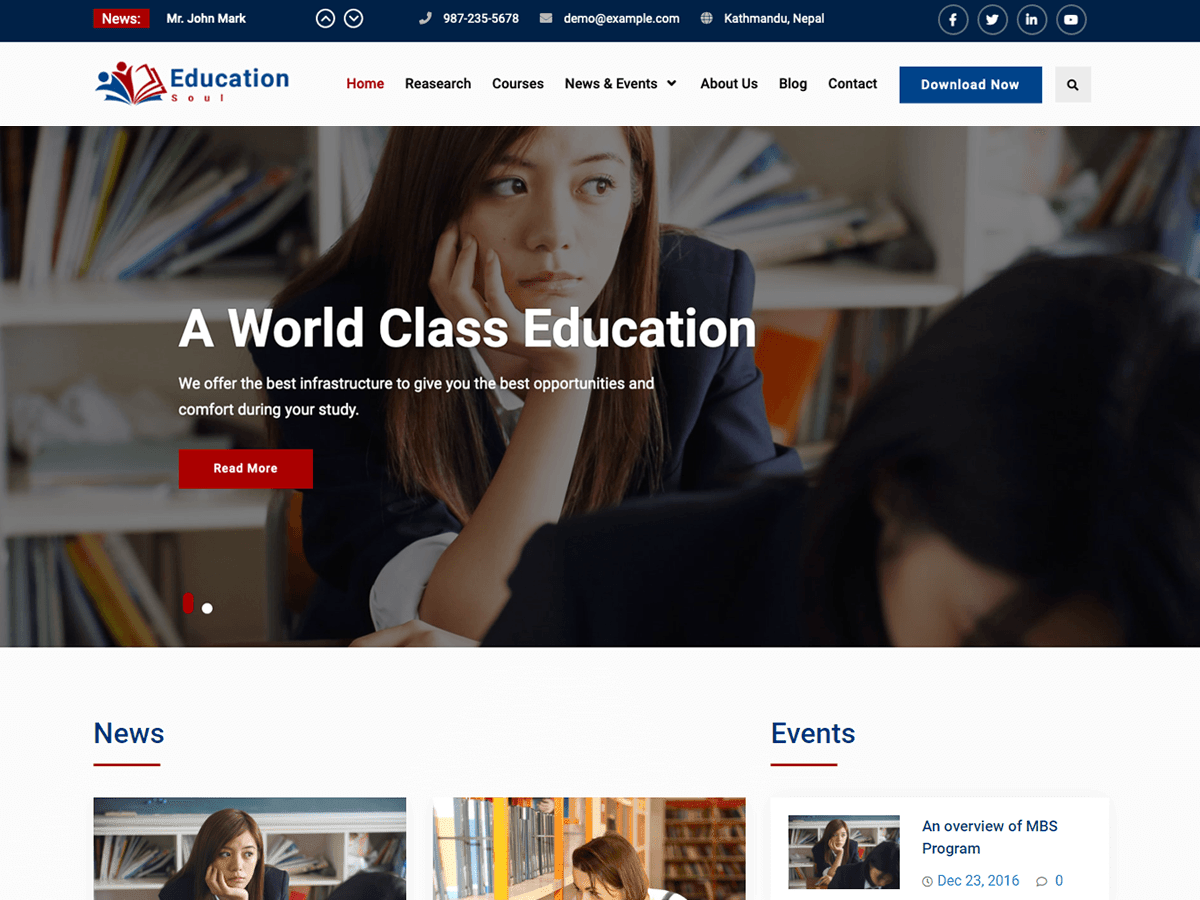 News: Mr. John Mark 987-235-5678 demo@example.com Kathmandu, Nepal
Education
Soul
Home Reasearch Courses News & Events About Us Blog Contact Download Now
A World Class Education
We offer the best infrastructure to give you the best opportunities and
comfort during your study.
Read More
News
Events
An overview of MBS
Program
Dec 23, 2016 0